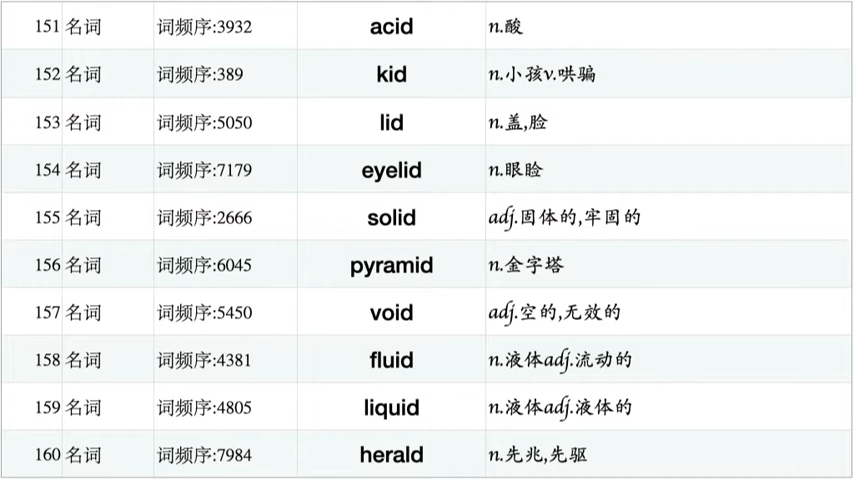 151 名词 词频序:3932 acid n.酸
152 名词 词频序:389 kid n.小孩v.哄骗
153 名词 词频序:5050 lid n.盖,脸
154 名词 词频序:7179 eyelid n.眼睑
155 名词 词频序:2666 solid adj.固体的,牢固的
156 名词 词频序:6045 pyramid n.金字塔
157 名词 词频序:5450 void adj.空的,无效的
158 名词 词频序:4381 fluid n.液体adj.流动的
159 名词 词频序:4805 liquid n.液体adj.液体的
160 名词 词频序:7984 herald n.先兆,先驱